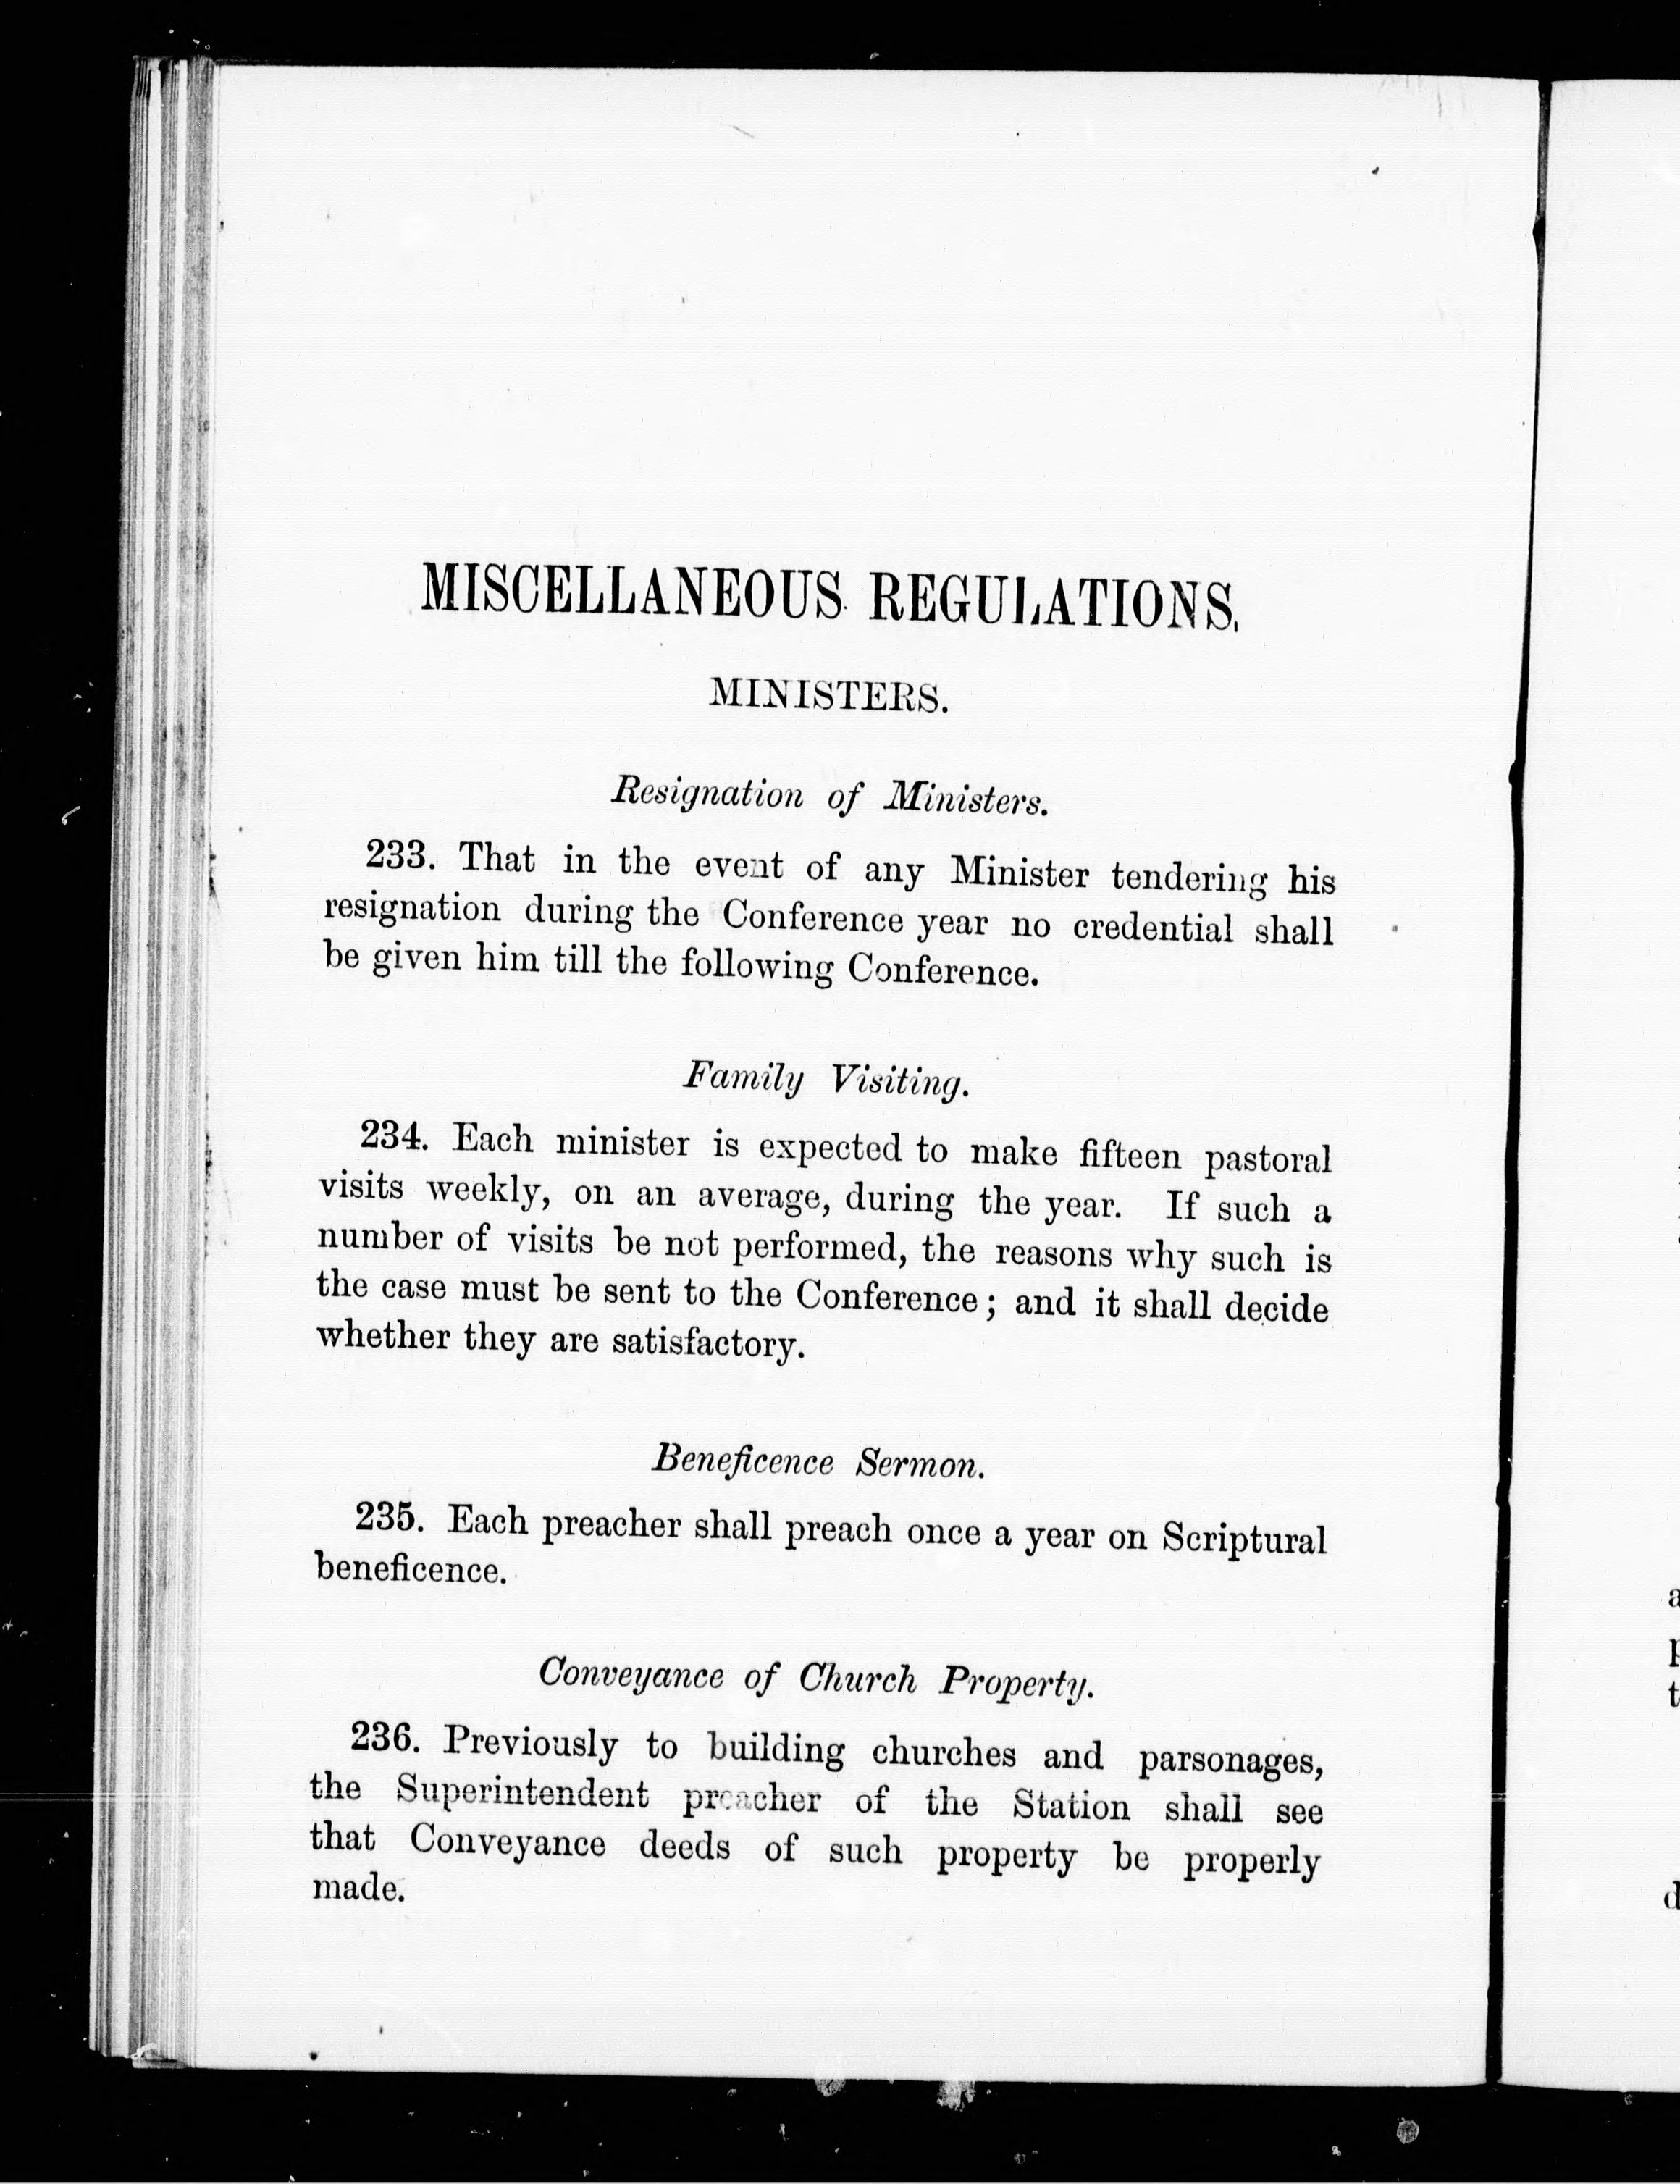 MISCELLANEOUS REGULATIONS.
MINISTERS.
Resignation of Ministers.
233. That in the event of any Minister tendering his
resignation during the Conference year no credential shall
be given him till the following Conference.
Family Visiting.
234. Each minister is expected to make fifteen pastoral
visits weekly, on an average, during the year. If such a
number of visits be not performed, the reasons why such is
the case must be sent to the Conference; and it shall decide
whether they are satisfactory.
Beneficence Sermon.
235. Each preacher shall preach once a year on Scriptural
beneficence.
Conveyance of Church Property.
236. Previously to building churches and parsonages,
the Superintendent preacher of the Station shall see
that Conveyance deeds of such property be properly
made.